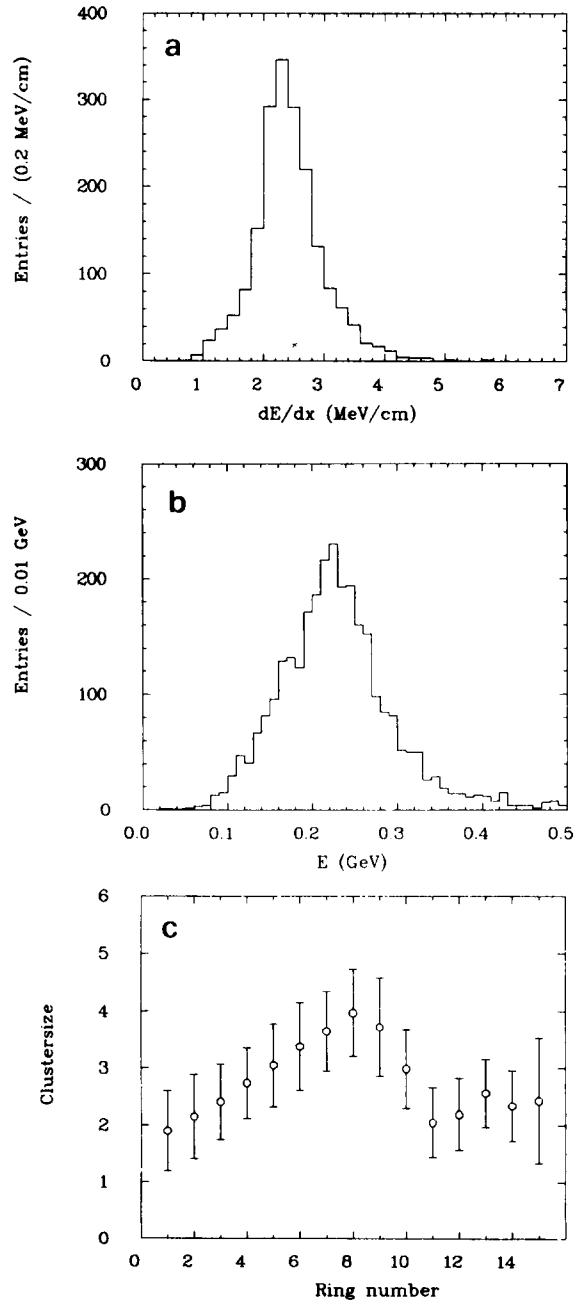 a
400
300
200
100
0
Entries / (0.2 MeV/cm)
0 1 2 3 4 5 6 7
dE/dx (MeV/cm)
b
300
200
100
0
Entries / 0.01 GeV
0.0 0.1 0.2 0.3 0.4 0.5
E (GeV)
c
6
5
4
3
2
1
0
Clustersize
0 2 4 6 8 10 12 14
Ring number